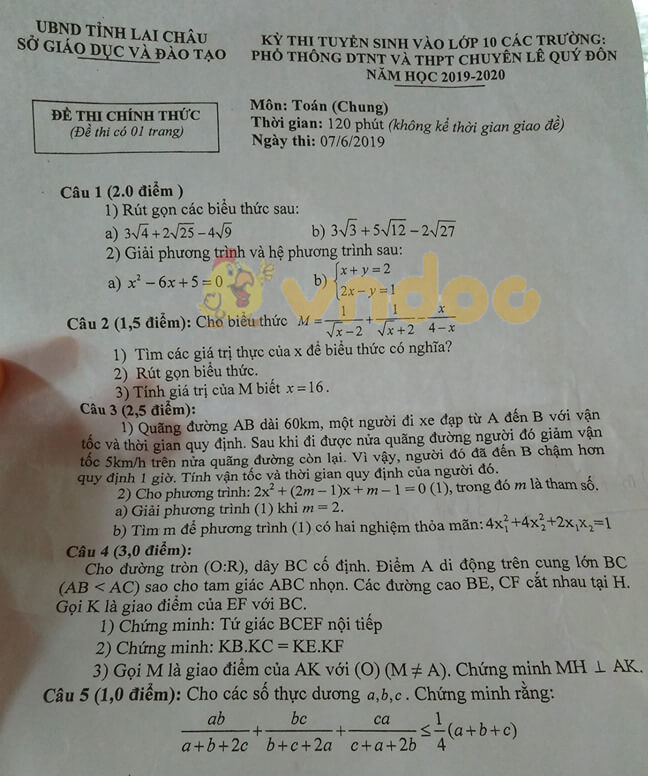 UBND TỈNH LAI CHÂU
SỞ GIÁO DỤC VÀ ĐÀO TẠO
KỲ THI TUYỂN SINH VÀO LỚP 10 CÁC TRƯỜNG:
PHỔ THÔNG DTNT VÀ THPT CHUYÊN LÊ QUÝ ĐÔN
NĂM HỌC 2019-2020
ĐỀ THI CHÍNH THỨC
(Đề thi có 01 trang)
Môn: Toán (Chung)
Thời gian: 120 phút (không kể thời gian giao đề)
Ngày thi: 07/6/2019
Câu 1 (2.0 điểm )
1) Rút gọn các biểu thức sau:
a) 3√4 + 2√25 − 4√9 b) 3√3 + 5√12 − 2√27
2) Giải phương trình và hệ phương trình sau:
a) x² − 6x + 5 = 0 b) { x + y = 2
2x − y = 1
vndoc
Câu 2 (1,5 điểm): Cho biểu thức M = 1/(√x − 2) + 1/(√x + 2) − x/(4 − x)
1) Tìm các giá trị thực của x để biểu thức có nghĩa?
2) Rút gọn biểu thức.
3) Tính giá trị của M biết x = 16.
Câu 3 (2,5 điểm):
1) Quãng đường AB dài 60km, một người đi xe đạp từ A đến B với vận
tốc và thời gian quy định. Sau khi đi được nửa quãng đường người đó giảm vận
tốc 5km/h trên nửa quãng đường còn lại. Vì vậy, người đó đã đến B chậm hơn
quy định 1 giờ. Tính vận tốc và thời gian quy định của người đó.
2) Cho phương trình: 2x² + (2m − 1)x + m − 1 = 0 (1), trong đó m là tham số.
a) Giải phương trình (1) khi m = 2.
b) Tìm m để phương trình (1) có hai nghiệm thỏa mãn: 4x₁² + 4x₂² + 2x₁x₂ = 1
Câu 4 (3,0 điểm):
Cho đường tròn (O:R), dây BC cố định. Điểm A di động trên cung lớn BC
(AB < AC) sao cho tam giác ABC nhọn. Các đường cao BE, CF cắt nhau tại H.
Gọi K là giao điểm của EF với BC.
1) Chứng minh: Tứ giác BCEF nội tiếp
2) Chứng minh: KB.KC = KE.KF
3) Gọi M là giao điểm của AK với (O) (M ≠ A). Chứng minh MH ⊥ AK.
Câu 5 (1,0 điểm): Cho các số thực dương a,b,c. Chứng minh rằng:
ab/(a + b + 2c) + bc/(b + c + 2a) + ca/(c + a + 2b) ≤ 1/4 (a + b + c)